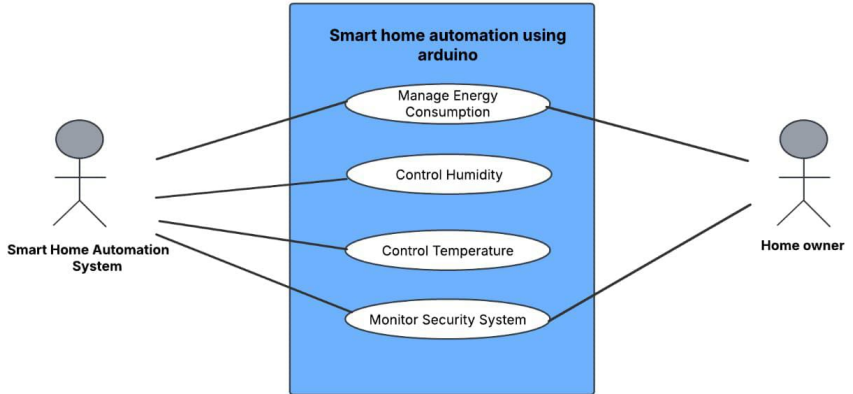 Smart home automation using
arduino
Manage Energy
Consumption
Control Humidity
Control Temperature
Monitor Security System
Smart Home Automation
System
Home owner